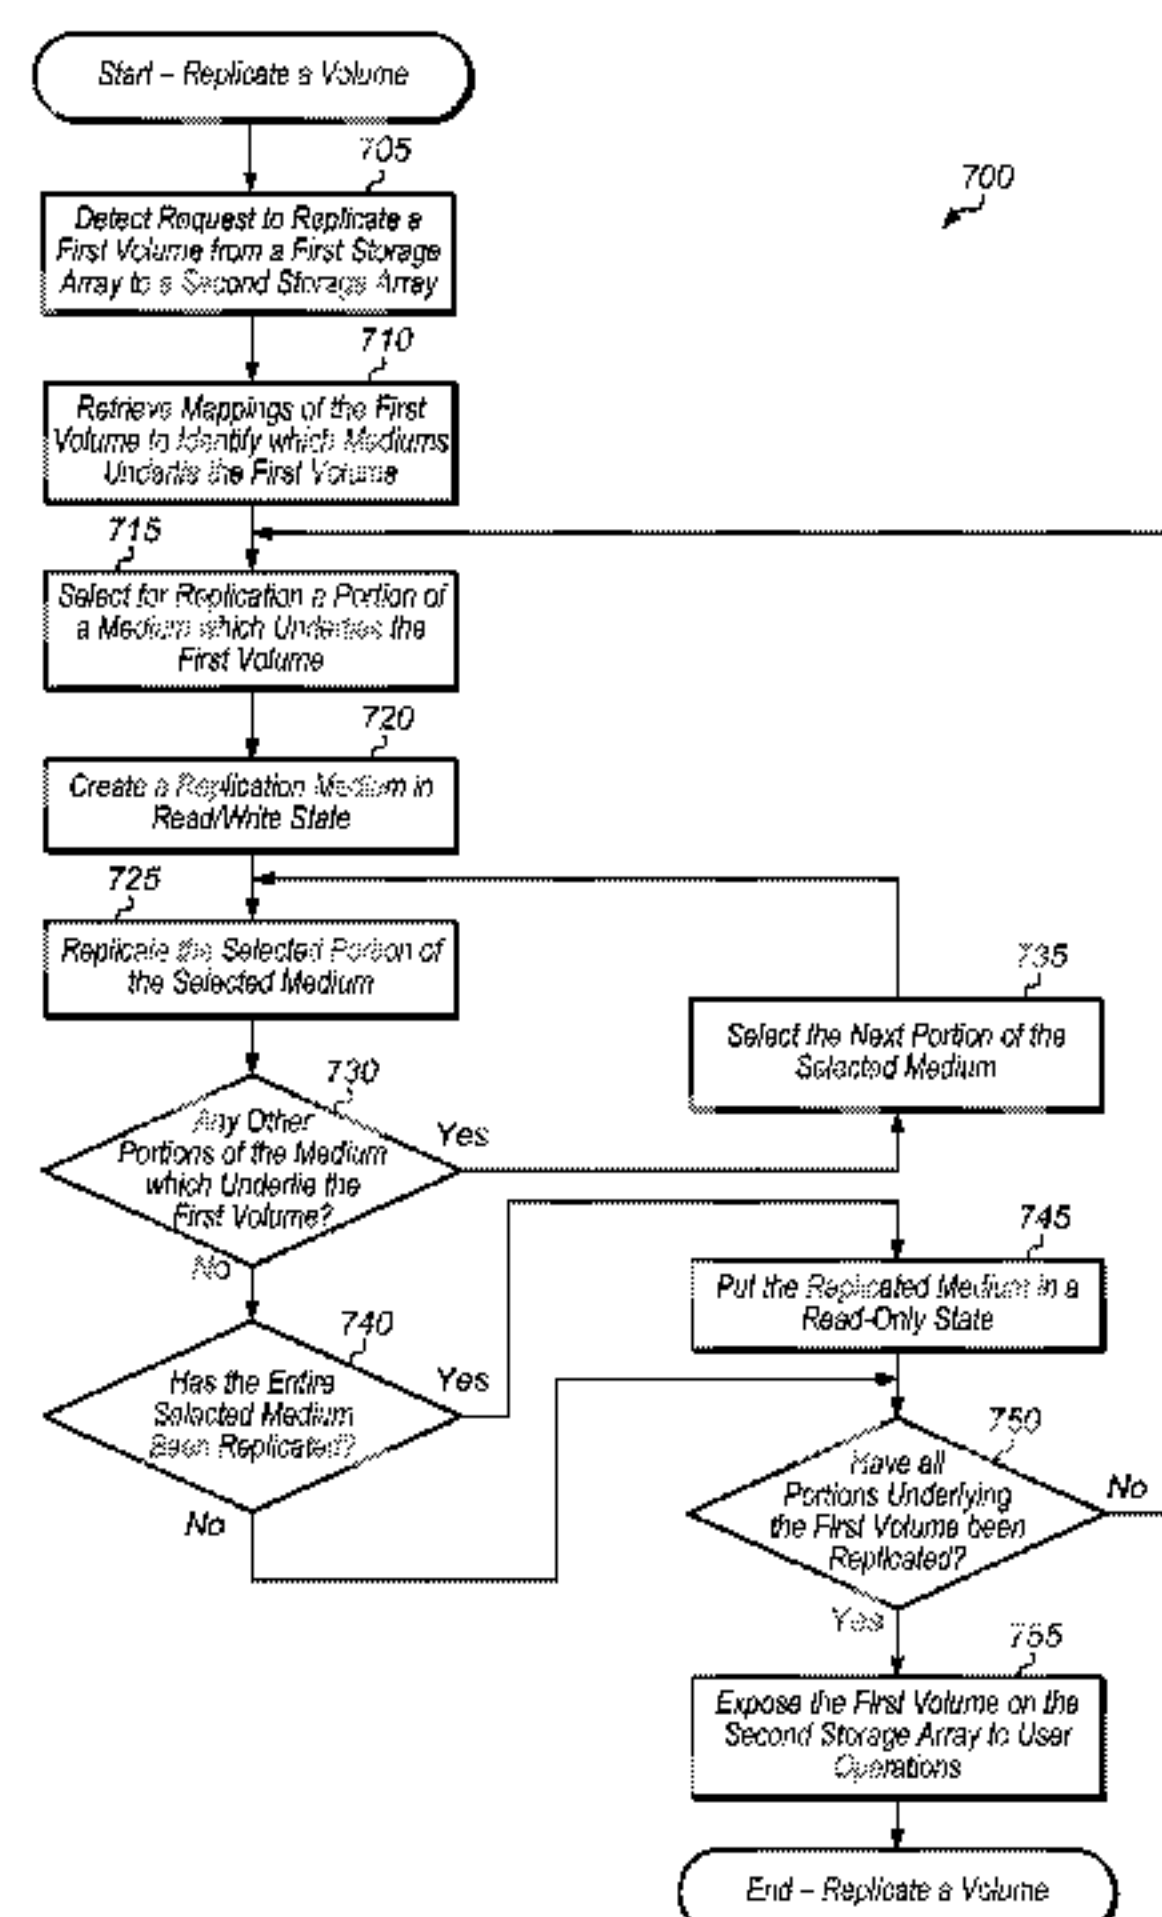 Start – Replicate a Volume
705
Detect Request to Replicate a
First Volume from a First Storage
Array to a Second Storage Array
700
710
Retrieve Mappings of the First
Volume to Identify which Mediums
Underlie the First Volume
715
Select for Replication a Portion of
a Medium which Underlies the
First Volume
720
Create a Replication Medium in
Read/Write State
725
Replicate the Selected Portion of
the Selected Medium
735
Select the Next Portion of the
Selected Medium
730
Any Other
Portions of the Medium
which Underlie the
First Volume?
Yes
No
740
Has the Entire
Selected Medium
Been Replicated?
Yes
No
745
Put the Replicated Medium in a
Read-Only State
750
Have all
Portions Underlying
the First Volume been
Replicated?
No
Yes
755
Expose the First Volume on the
Second Storage Array to User
Operations
End – Replicate a Volume